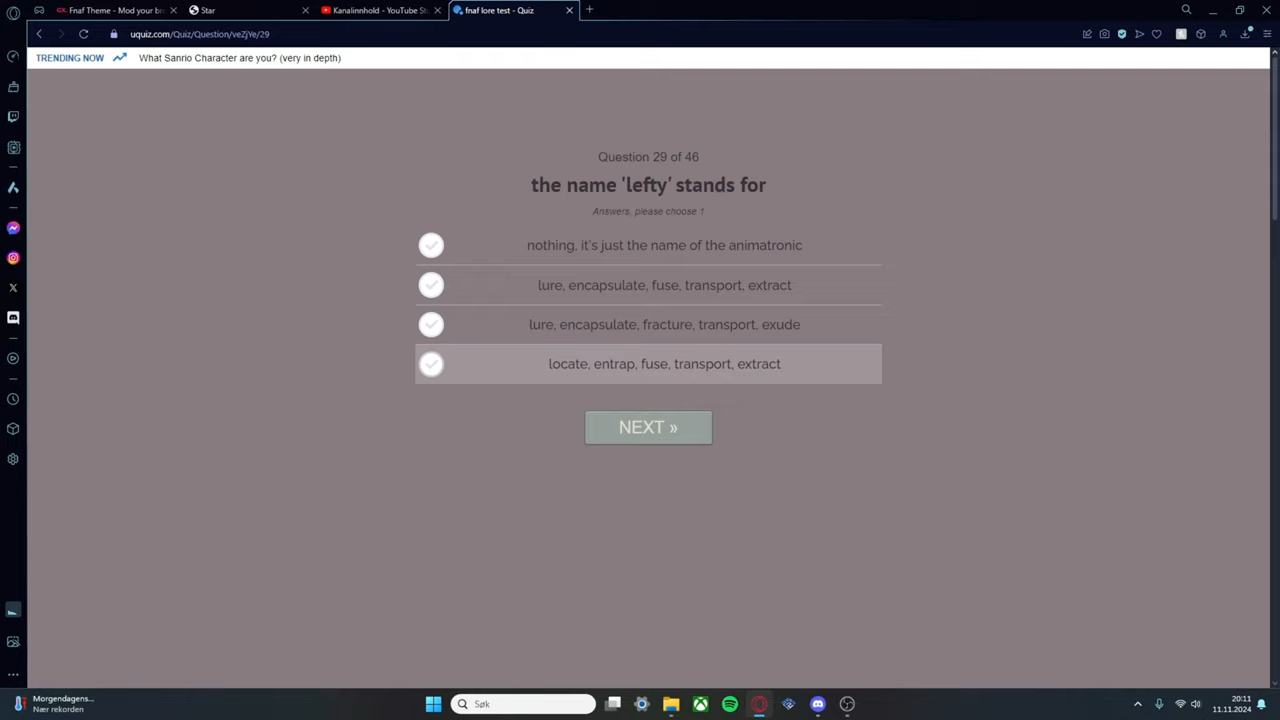 Fnaf Theme - Mod your br
Star
Kanalinnhold - YouTube St
fnaf lore test - Quiz
uquiz.com/Quiz/Question/veZjYe/29
TRENDING NOW What Sanrio Character are you? (very in depth)
Question 29 of 46
the name 'lefty' stands for
Answers, please choose 1
nothing, it's just the name of the animatronic
lure, encapsulate, fuse, transport, extract
lure, encapsulate, fracture, transport, exude
locate, entrap, fuse, transport, extract
NEXT »
Morgendagens...
Nær rekorden
Søk
20:11
11.11.2024